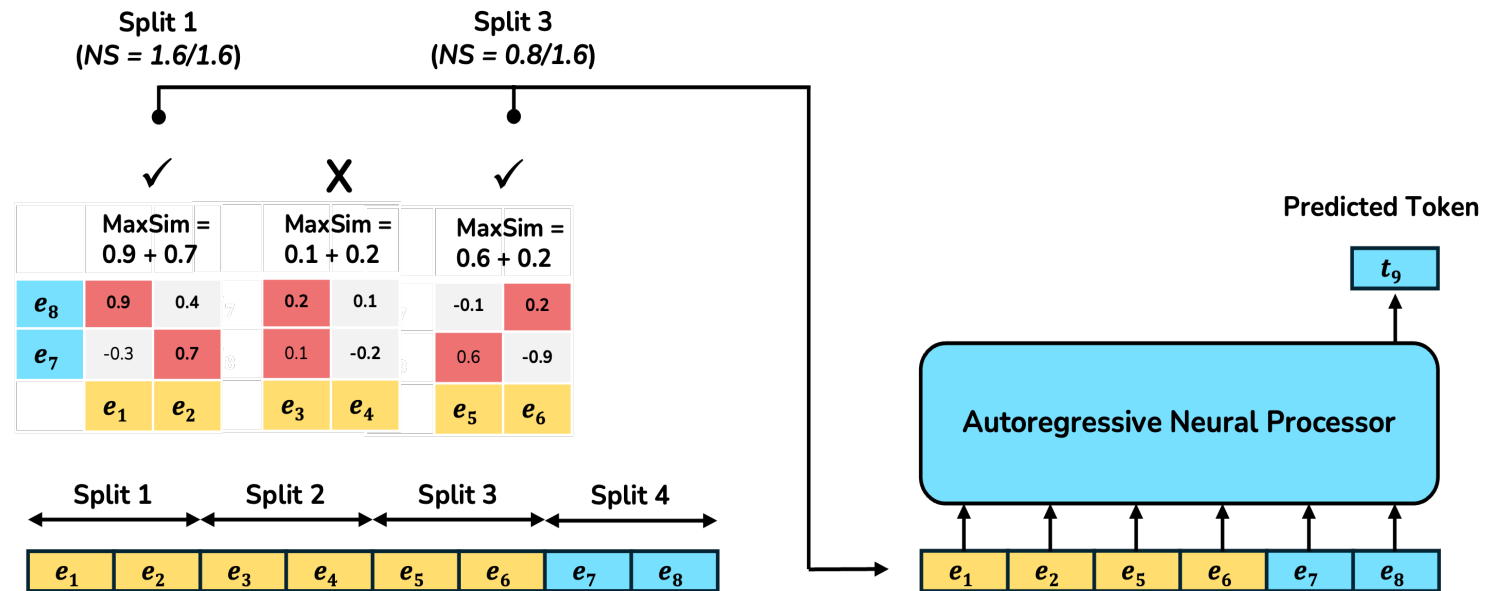 Split 1
(NS = 1.6/1.6)
Split 3
(NS = 0.8/1.6)
✓ X ✓
MaxSim =
0.9 + 0.7
MaxSim =
0.1 + 0.2
MaxSim =
0.6 + 0.2
e₈ 0.9 0.4 0.2 0.1 -0.1 0.2
e₇ -0.3 0.7 0.1 -0.2 0.6 -0.9
e₁ e₂ e₃ e₄ e₅ e₆
Split 1 Split 2 Split 3 Split 4
e₁ e₂ e₃ e₄ e₅ e₆ e₇ e₈
Predicted Token
t₉
Autoregressive Neural Processor
e₁ e₂ e₅ e₆ e₇ e₈